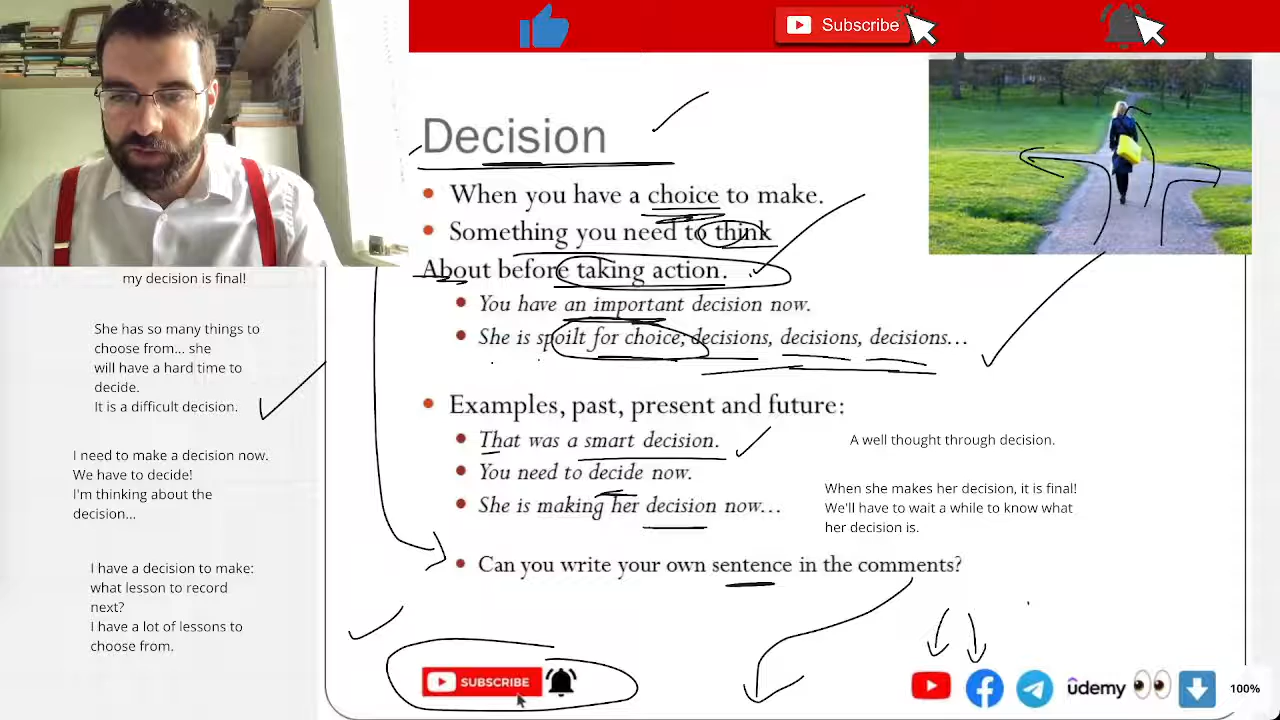 Subscribe
Decision
When you have a choice to make.
Something you need to think
About before taking action.
You have an important decision now.
She is spoilt for choice; decisions, decisions, decisions...
Examples, past, present and future:
That was a smart decision.
You need to decide now.
She is making her decision now...
Can you write your own sentence in the comments?
my decision is final!
She has so many things to
choose from... she
will have a hard time to
decide.
It is a difficult decision.
I need to make a decision now.
We have to decide!
I'm thinking about the
decision...
I have a decision to make:
what lesson to record
next?
I have a lot of lessons to
choose from.
A well thought through decision.
When she makes her decision, it is final!
We'll have to wait a while to know what
her decision is.
SUBSCRIBE
udemy
100%